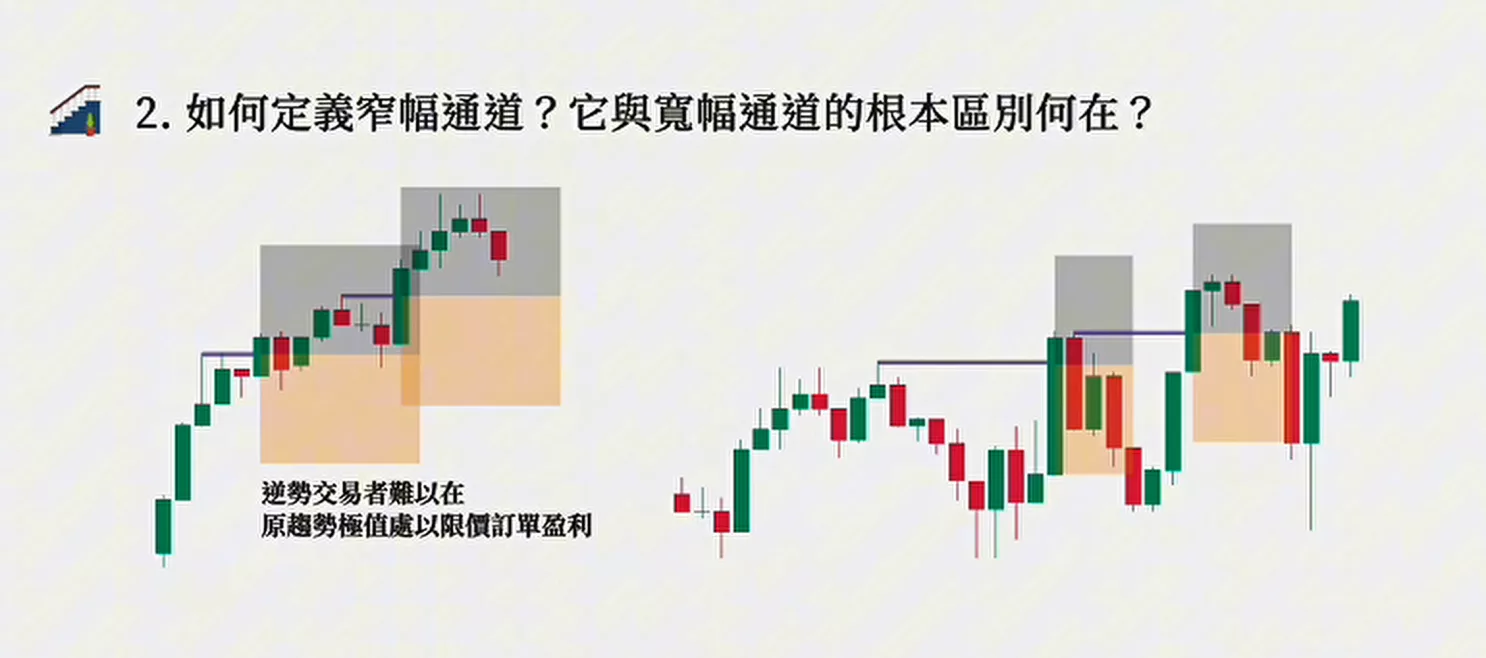 2. 如何定義窄幅通道？它與寬幅通道的根本區別何在？
逆勢交易者難以在
原趨勢極值處以限價訂單盈利